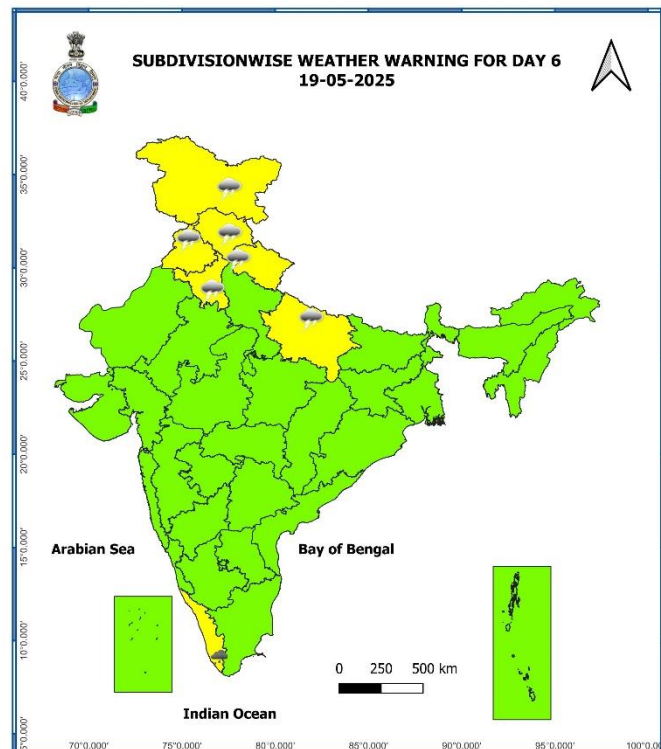 SUBDIVISIONWISE WEATHER WARNING FOR DAY 6
19-05-2025
40°0.000'
35°0.000'
30°0.000'
25°0.000'
20°0.000'
15°0.000'
10°0.000'
5°0.000'
Arabian Sea
Bay of Bengal
0 250 500 km
Indian Ocean
70°0.000' 75°0.000' 80°0.000' 85°0.000' 90°0.000' 95°0.000' 100°0.000'